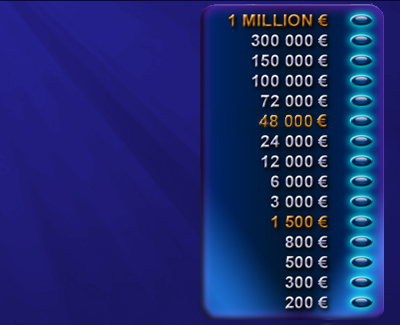 1 MILLION €
300 000 €
150 000 €
100 000 €
72 000 €
48 000 €
24 000 €
12 000 €
6 000 €
3 000 €
1 500 €
800 €
500 €
300 €
200 €